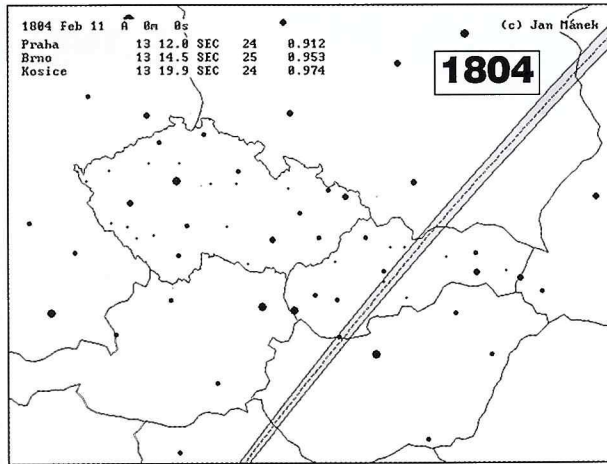 1804 Feb 11 A 0m 0s
(c) Jan Mánek
Praha 13 12.0 SEC 24 0.912
Brno 13 14.5 SEC 25 0.953
Kosice 13 19.9 SEC 24 0.974
1804